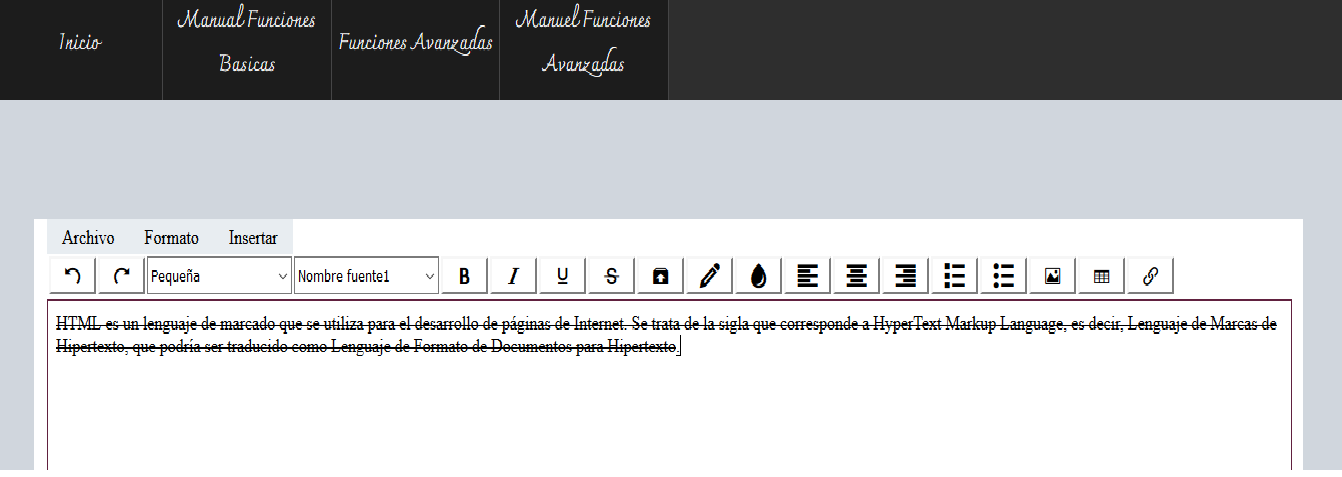 Inicio
Manual Funciones
Basicas
Funciones Avanzadas
Manuel Funciones
Avanzadas
Archivo Formato Insertar
Pequeña Nombre fuente1 B I U S
HTML es un lenguaje de marcado que se utiliza para el desarrollo de páginas de Internet. Se trata de la sigla que corresponde a HyperText Markup Language, es decir, Lenguaje de Marcas de
Hipertexto, que podría ser traducido como Lenguaje de Formato de Documentos para Hipertexto.